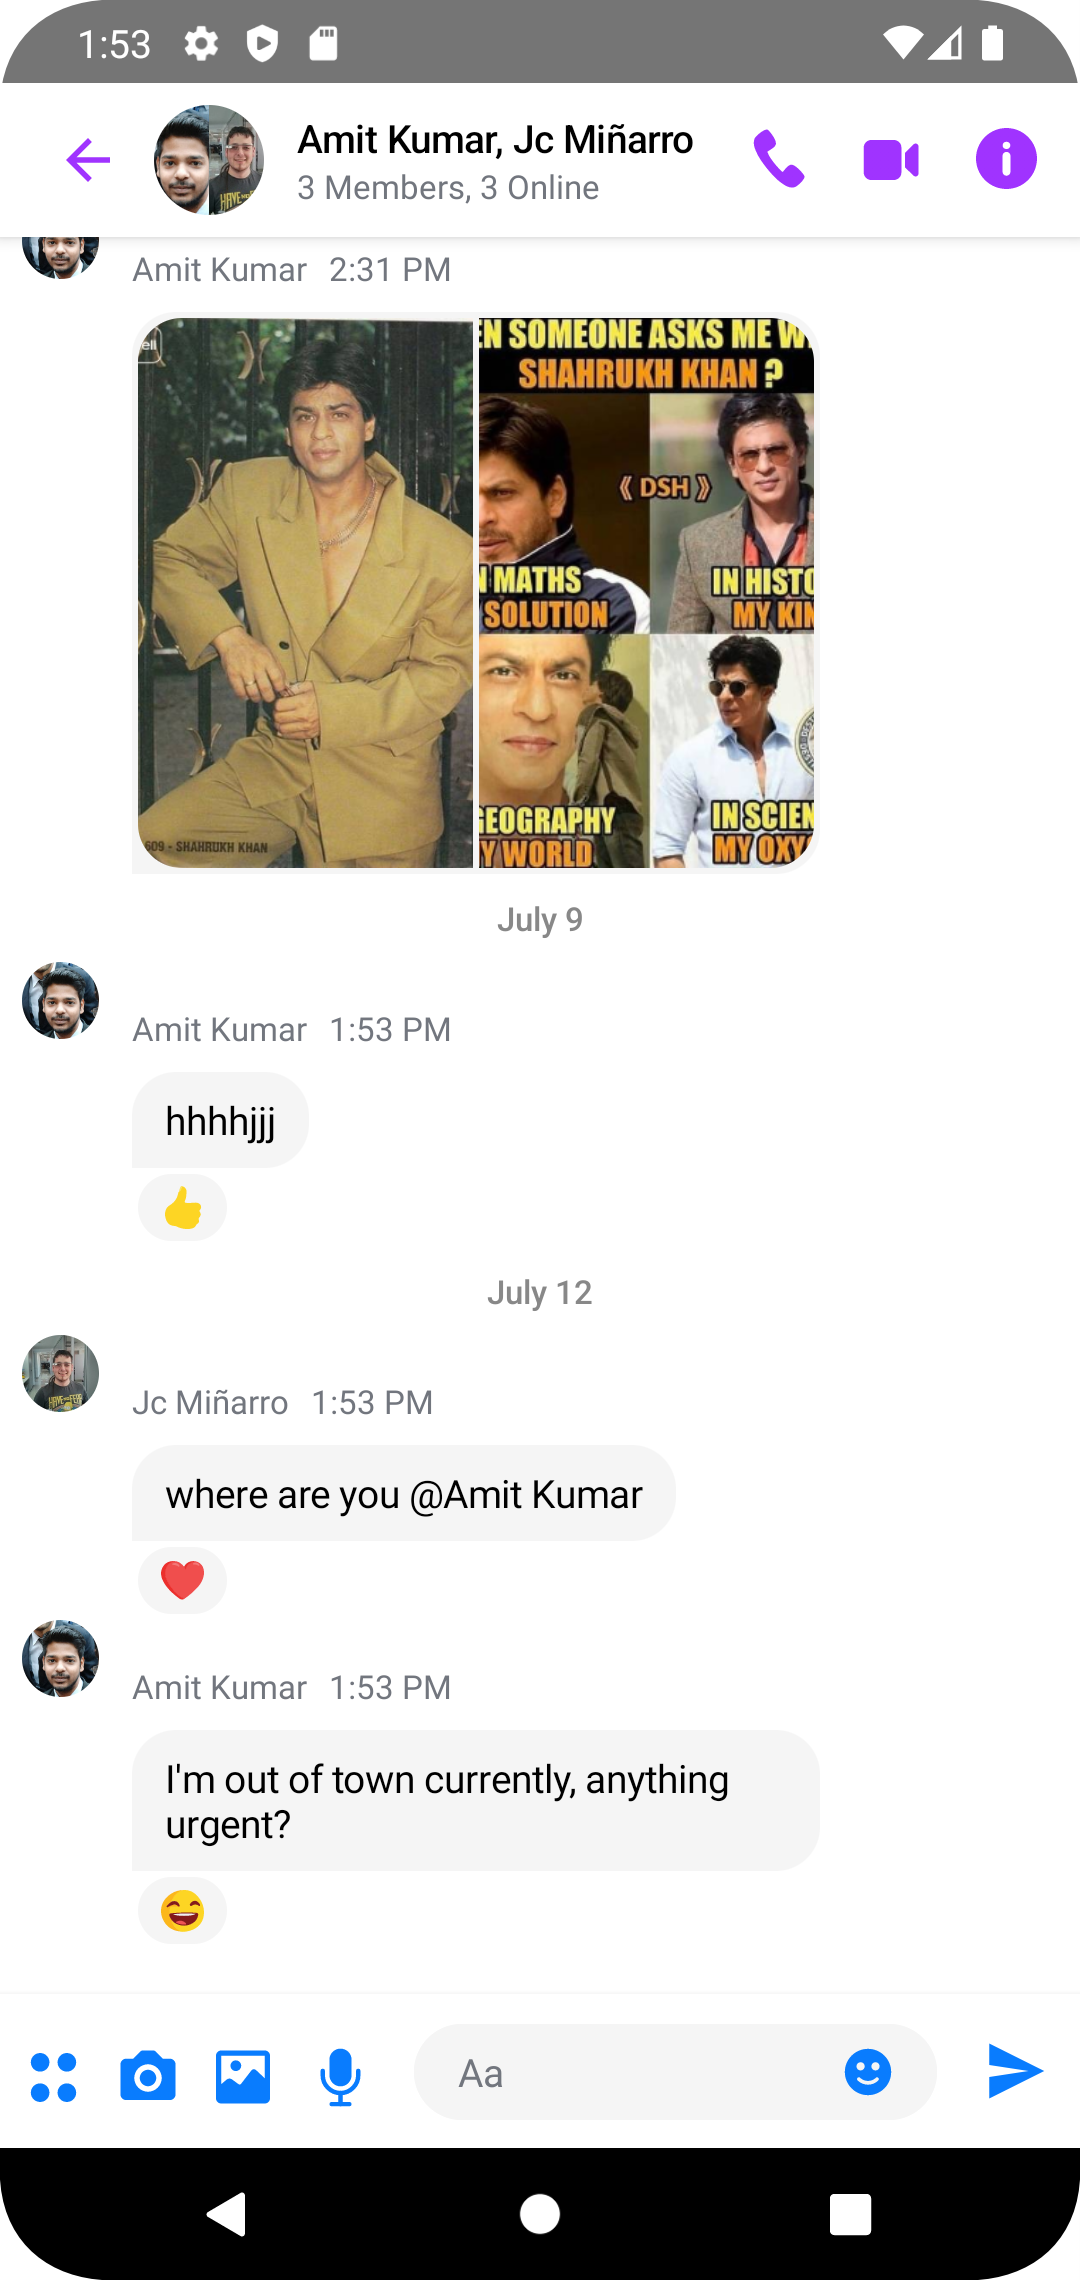 1:53
Amit Kumar, Jc Miñarro
3 Members, 3 Online
Amit Kumar 2:31 PM
ell
609 - SHAHRUKH KHAN
EN SOMEONE ASKS ME W
SHAHRUKH KHAN ?
《 DSH 》
MATHS
SOLUTION
IN HISTO
MY KIN
GEOGRAPHY
Y WORLD
IN SCIEN
MY OXY
July 9
Amit Kumar 1:53 PM
hhhhjjj
July 12
Jc Miñarro 1:53 PM
where are you @Amit Kumar
Amit Kumar 1:53 PM
I'm out of town currently, anything
urgent?
Aa